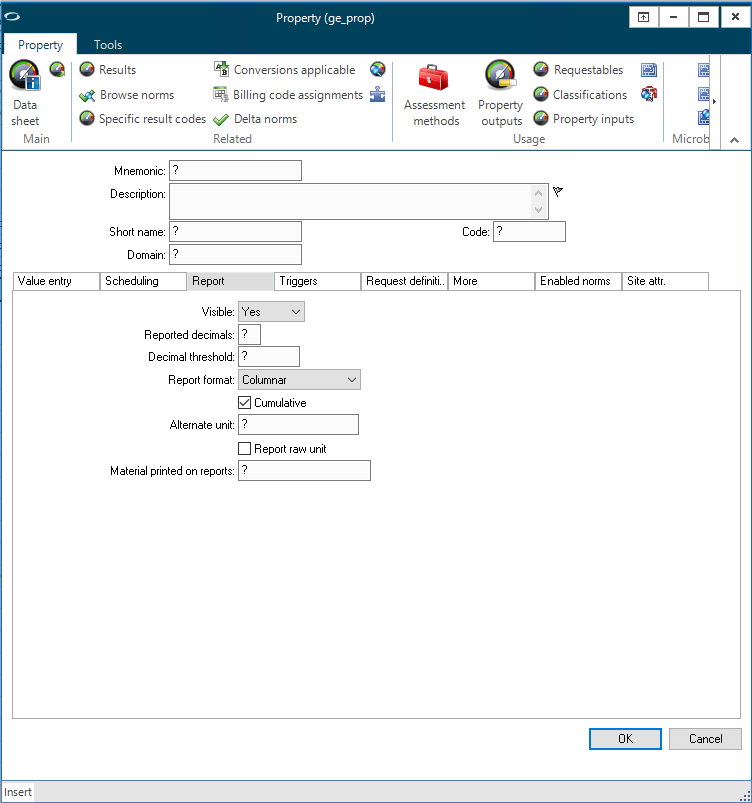 Property (ge_prop)
Property Tools
Results Conversions applicable Requestables
Browse norms Billing code assignments Classifications
Specific result codes Delta norms Property inputs
Data sheet Assessment methods Property outputs
Main Related Usage Microb
Mnemonic: ?
Description:
Short name: ? Code: ?
Domain: ?
Value entry Scheduling Report Triggers Request definiti.. More Enabled norms Site attr.
Visible: Yes
Reported decimals: ?
Decimal threshold: ?
Report format: Columnar
Cumulative
Alternate unit: ?
Report raw unit
Material printed on reports: ?
OK Cancel
Insert